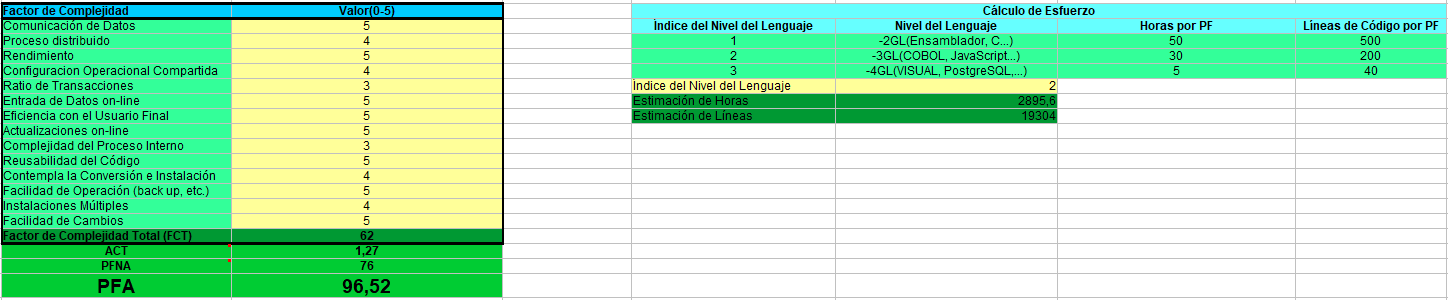 Factor de Complejidad Valor(0-5)
Comunicación de Datos 5
Proceso distribuido 4
Rendimiento 5
Configuracion Operacional Compartida 4
Ratio de Transacciones 3
Entrada de Datos on-line 5
Eficiencia con el Usuario Final 5
Actualizaciones on-line 5
Complejidad del Proceso Interno 3
Reusabilidad del Código 5
Contempla la Conversión e Instalación 4
Facilidad de Operación (back up, etc.) 5
Instalaciones Múltiples 4
Facilidad de Cambios 5
Factor de Complejidad Total (FCT) 62
ACT 1,27
PFNA 76
PFA 96,52
Cálculo de Esfuerzo
Índice del Nivel del Lenguaje Nivel del Lenguaje Horas por PF Líneas de Código por PF
1 -2GL(Ensamblador, C...) 50 500
2 -3GL(COBOL, JavaScript...) 30 200
3 -4GL(VISUAL, PostgreSQL,...) 5 40
Índice del Nivel del Lenguaje 2
Estimación de Horas 2895,6
Estimación de Líneas 19304